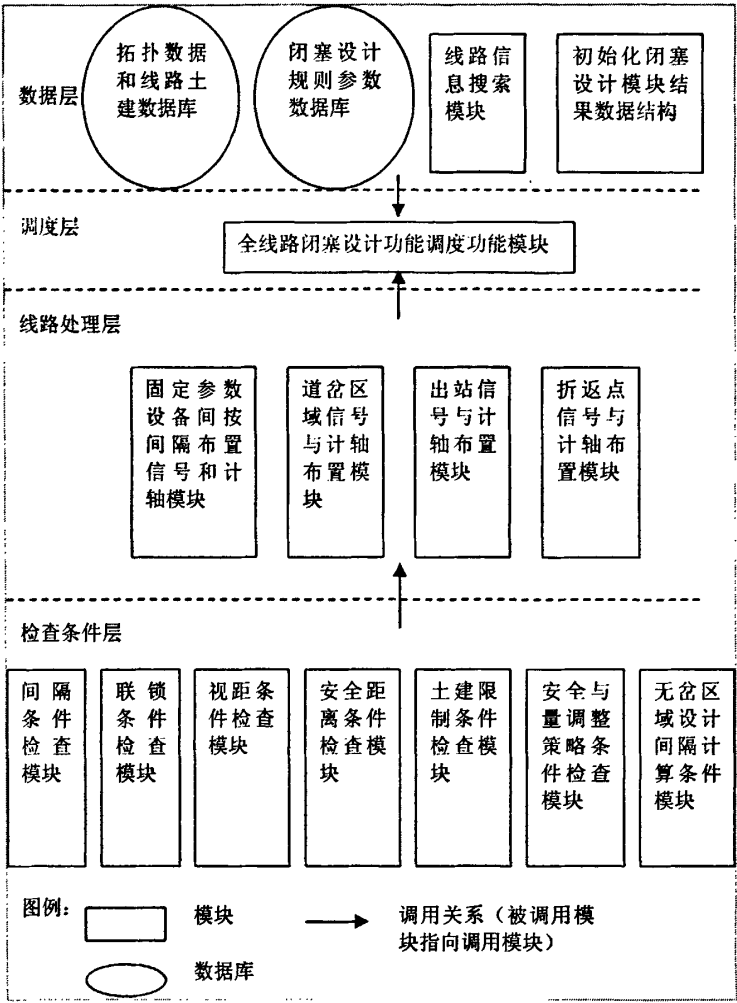 数据层
拓扑数据
和线路土
建数据库
闭塞设计
规则参数
数据库
线路信
息搜索
模块
初始化闭塞
设计模块结
果数据结构
调度层
全线路闭塞设计功能调度功能模块
线路处理层
固定参数
设备间按
间隔布置
信号和计
轴模块
道岔区
域信号
与计轴
布置模
块
出站信
号与计
轴布置
模块
折返点
信号与
计轴布
置模块
检查条件层
间隔
条件
检查
模块
联锁
条件
检查
模块
视距条
件检查
模块
安全距
离条件
检查模
块
土建限
制条件
检查模
块
安全与
量调整
策略条
件检查
模块
无岔区
域设计
间隔计
算条件
模块
图例：
模块
调用关系（被调用模
块指向调用模块）
数据库